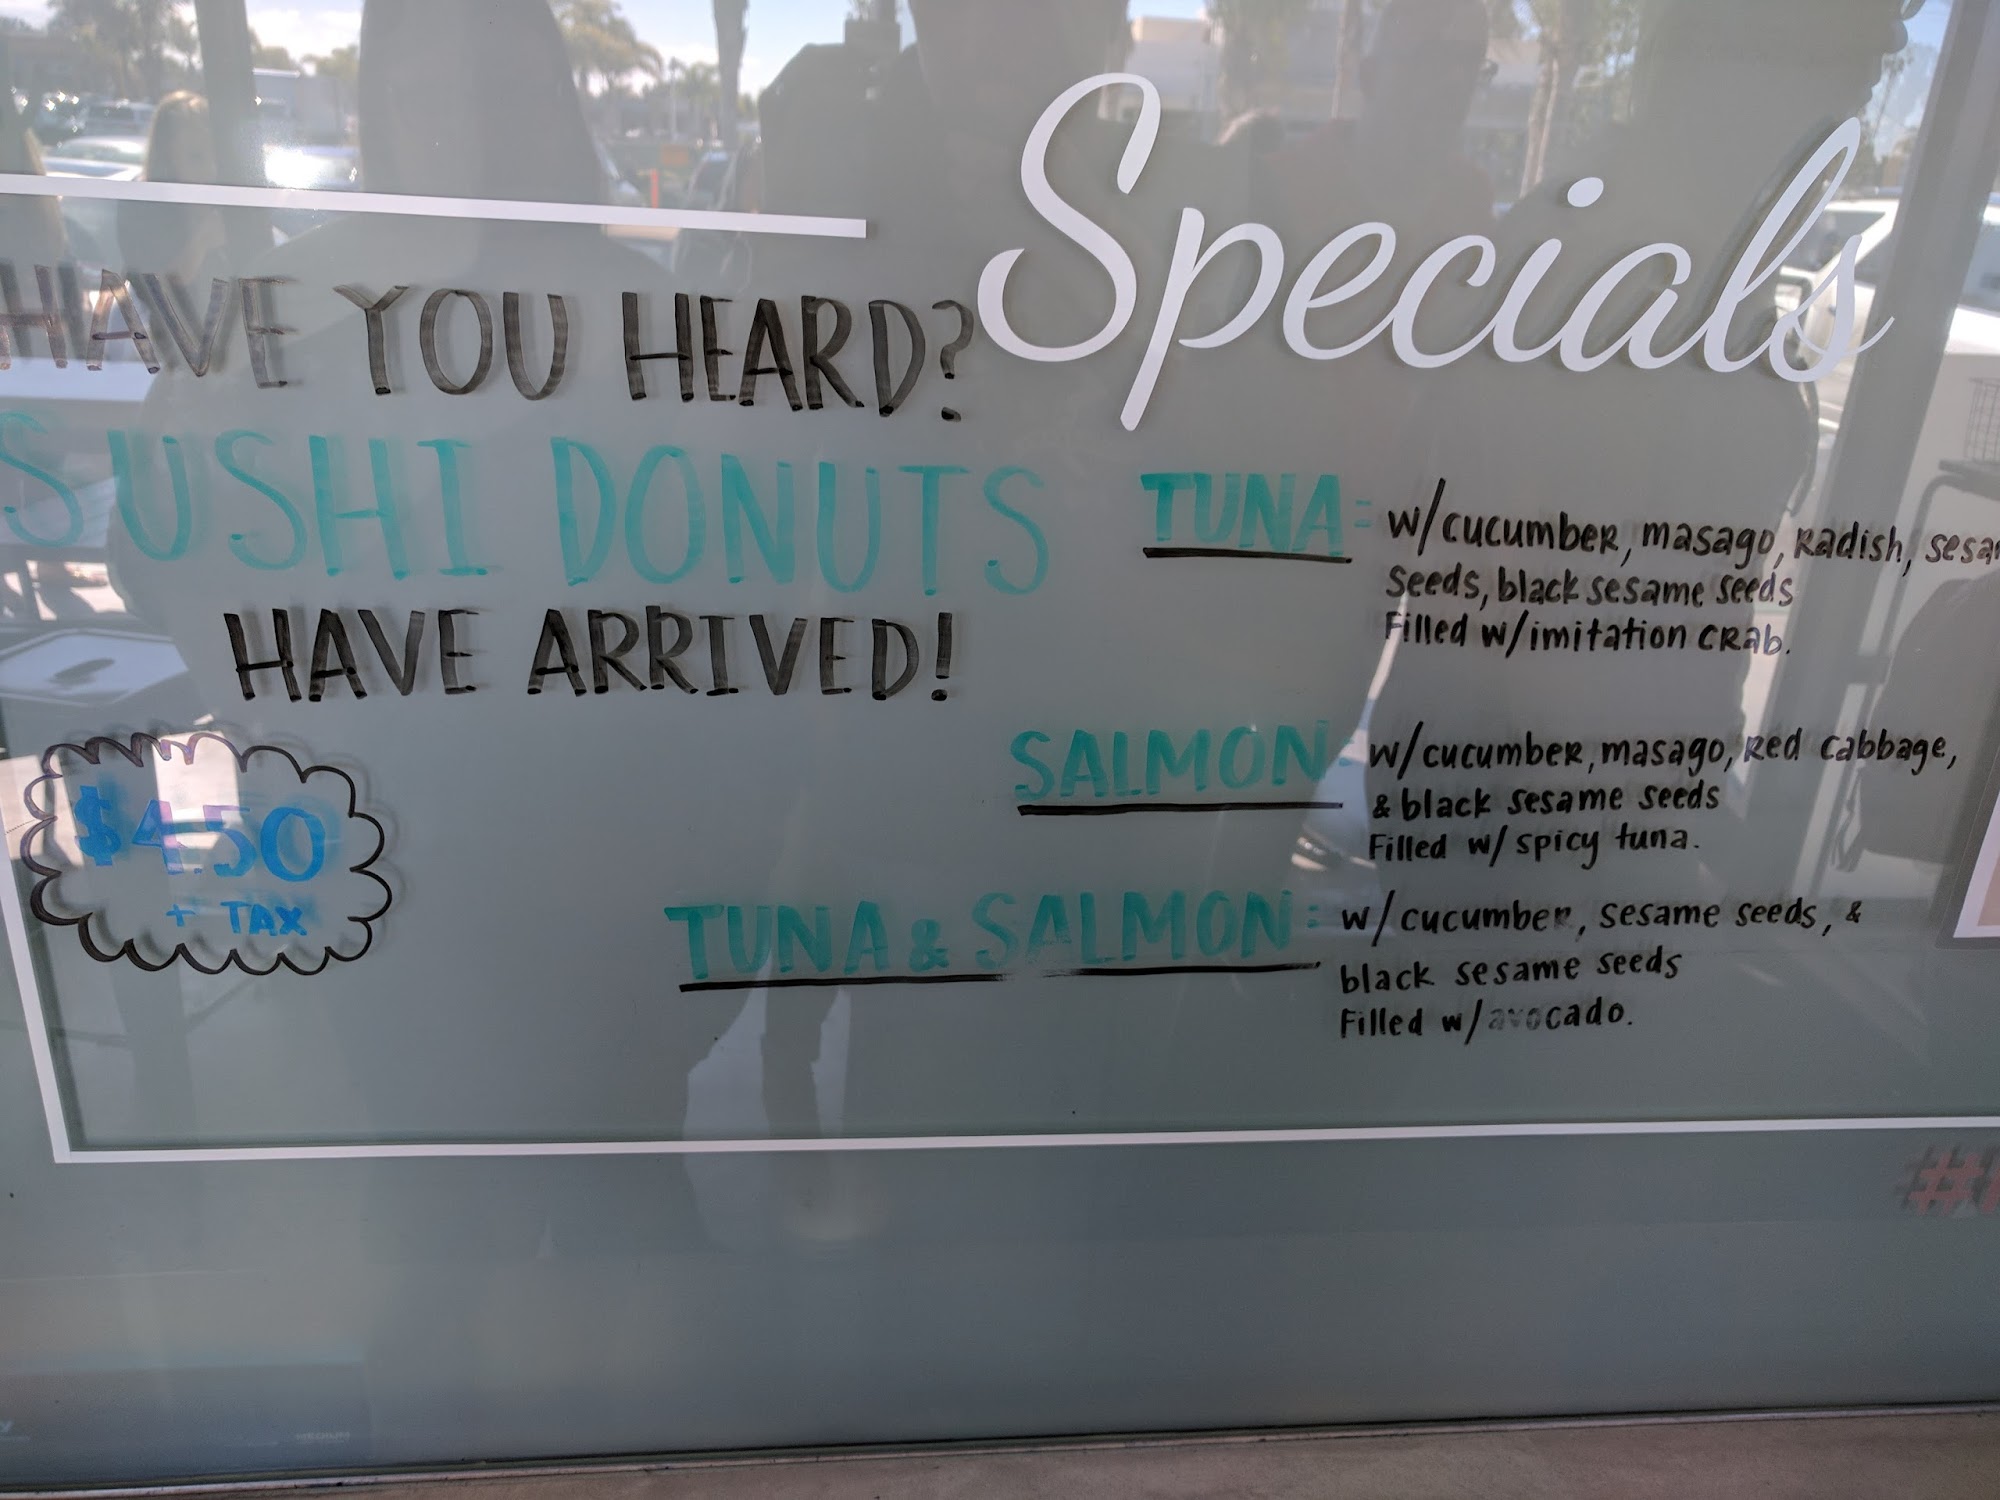 Specials
HAVE YOU HEARD?
SUSHI DONUTS
HAVE ARRIVED!
$4.50
+ TAX
TUNA: w/cucumber, masago, radish, sesa
seeds, black sesame seeds
Filled w/imitation crab.
SALMON: w/cucumber, masago, red cabbage,
& black sesame seeds
Filled w/ spicy tuna.
TUNA & SALMON: w/cucumber, sesame seeds, &
black sesame seeds
Filled w/avocado.
MEDIUM